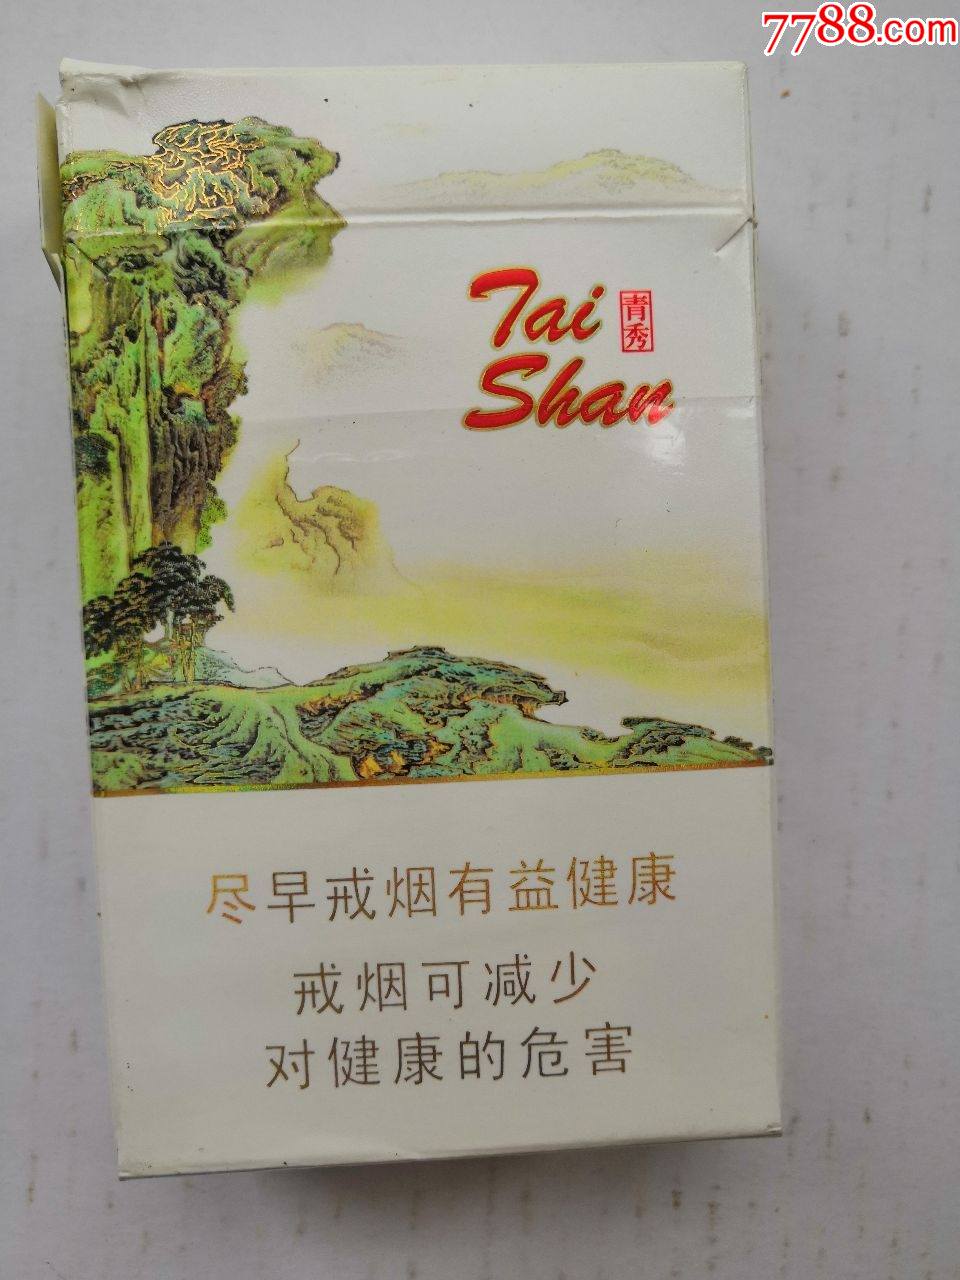 7788.com
Tai
青秀
Shan
尽早戒烟有益健康
戒烟可减少
对健康的危害